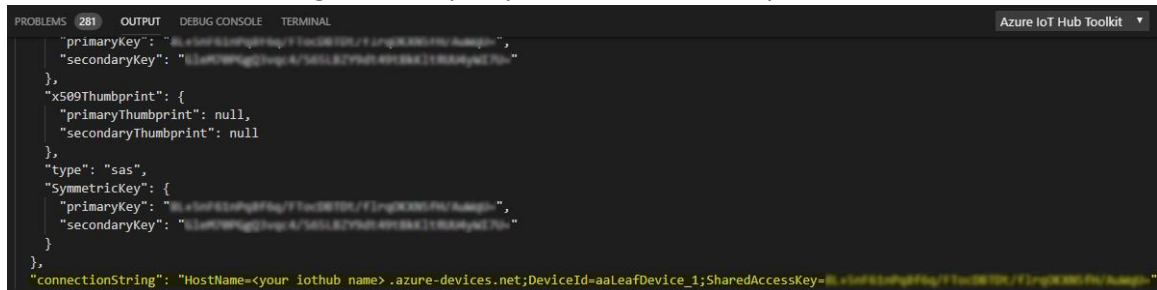 PROBLEMS 281 OUTPUT DEBUG CONSOLE TERMINAL Azure IoT Hub Toolkit
"primaryKey": "
",
"secondaryKey": "
"
},
"x509Thumbprint": {
"primaryThumbprint": null,
"secondaryThumbprint": null
},
"type": "sas",
"SymmetricKey": {
"primaryKey": "
",
"secondaryKey": "
"
}
},
"connectionString": "HostName=<your iothub name>.azure-devices.net;DeviceId=aaLeafDevice_1;SharedAccessKey=
"